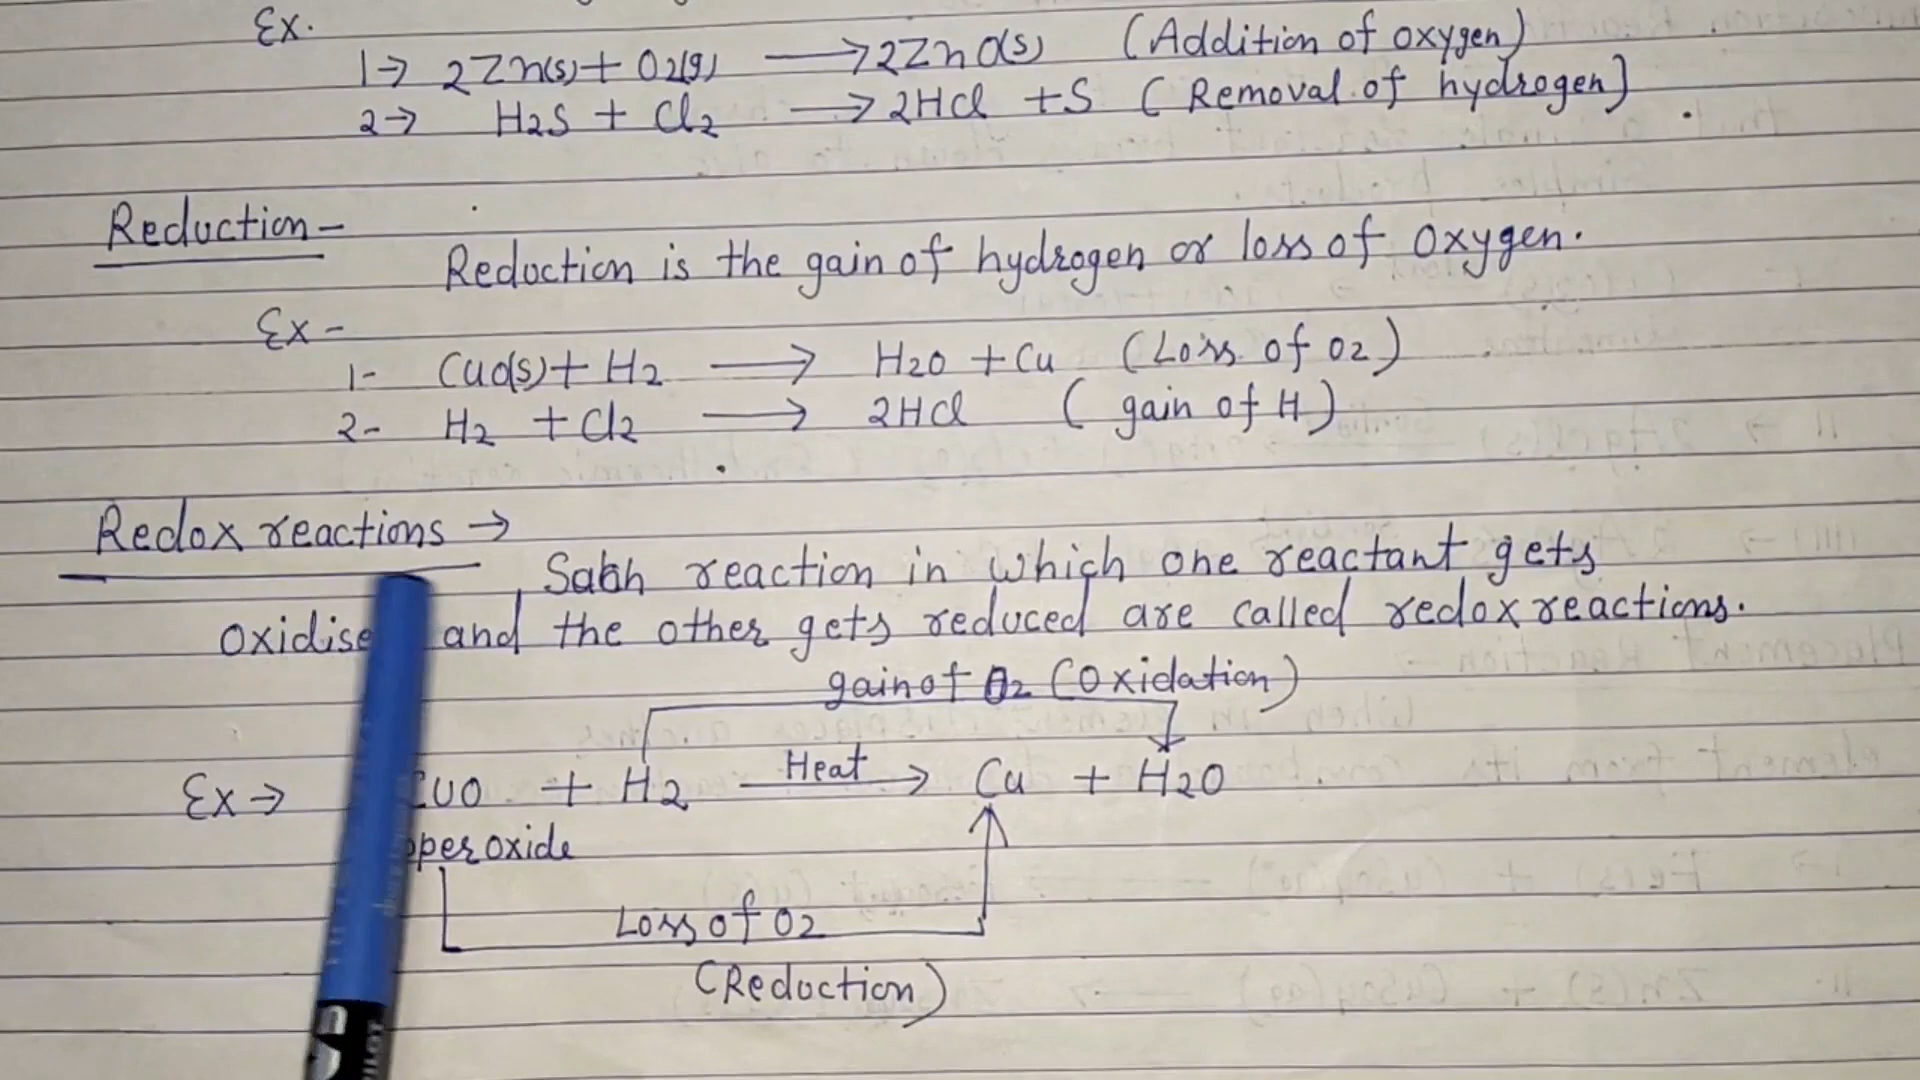 Ex.
1→ 2Zn(s) + O2(g) ⟶ 2ZnO(s) (Addition of oxygen)
2→ H2S + Cl2 ⟶ 2HCl + S (Removal of hydrogen)
Reduction-
Reduction is the gain of hydrogen or loss of oxygen.
Ex-
1- CuO(s) + H2 ⟶ H2O + Cu (Loss of O2)
2- H2 + Cl2 ⟶ 2HCl (gain of H)
Redox reactions →
reaction in which one reactant gets
oxidise and the other gets reduced are called redox reactions.
gain of O2 (Oxidation)
Ex → CuO + H2 Heat⟶ Cu + H2O
pper oxide
Loss of O2
(Reduction)
PILOT